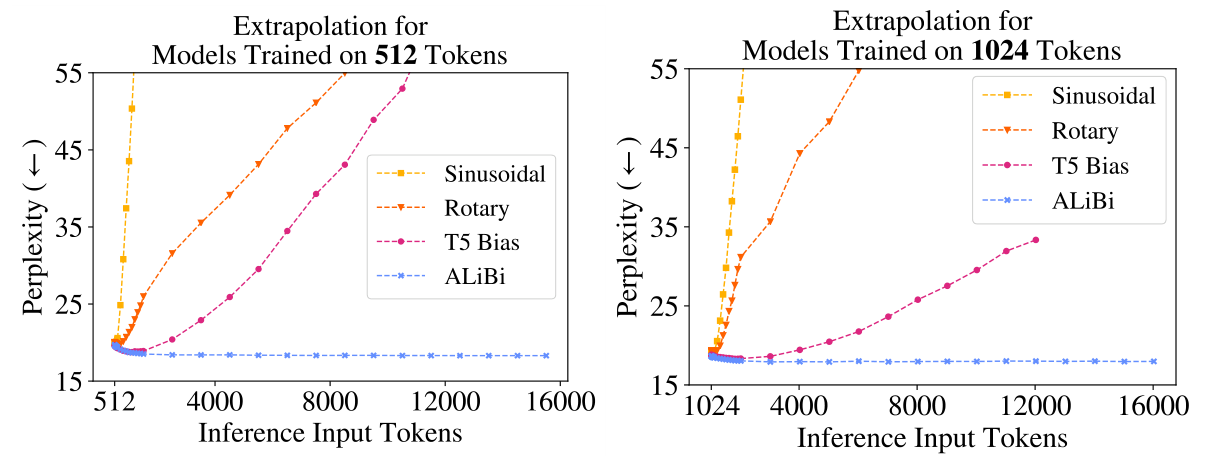 Extrapolation for
Models Trained on 512 Tokens
55
45
35
25
15
Perplexity (←)
512
4000
8000
12000
16000
Inference Input Tokens
Sinusoidal
Rotary
T5 Bias
ALiBi
Extrapolation for
Models Trained on 1024 Tokens
55
45
35
25
15
Perplexity (←)
1024
4000
8000
12000
16000
Inference Input Tokens
Sinusoidal
Rotary
T5 Bias
ALiBi